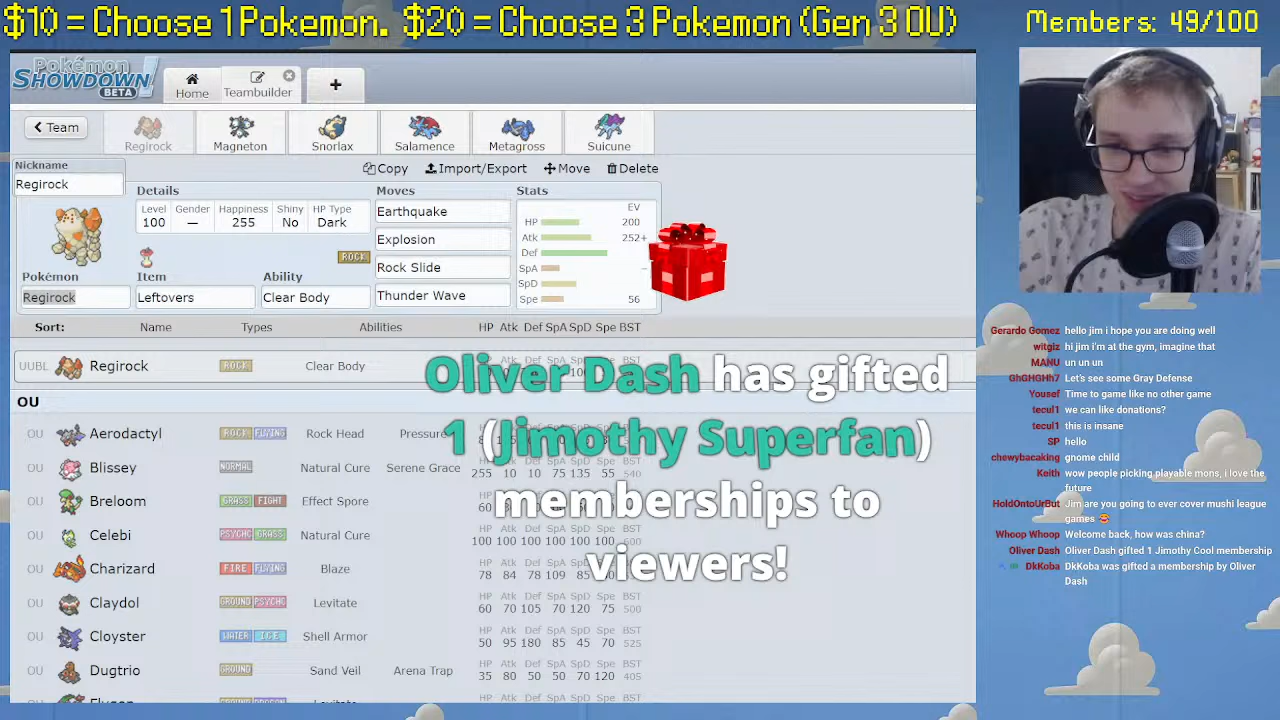 $10 = Choose 1 Pokemon. $20 = Choose 3 Pokemon (Gen 3 OU)
Members: 49/100
Pokémon
SHOWDOWN!
BETA
Home
Teambuilder
+
Team
Regirock
Magneton
Snorlax
Salamence
Metagross
Suicune
Copy
Import/Export
Move
Delete
Nickname
Regirock
Details
Level Gender Happiness Shiny HP Type
100 — 255 No Dark
ROCK
Pokémon
Regirock
Item
Leftovers
Ability
Clear Body
Moves
Earthquake
Explosion
Rock Slide
Thunder Wave
Stats
EV
HP 200
Atk 252+
Def
SpA
SpD
Spe 56
Sort: Name Types Abilities HP Atk Def SpA SpD Spe BST
UUBL Regirock ROCK Clear Body
Oliver Dash has gifted
1 (Jimothy Superfan)
memberships to
viewers!
OU
OU Aerodactyl ROCK FLYING Rock Head Pressure
OU Blissey NORMAL Natural Cure Serene Grace 255 10 10 75 135 55 540
OU Breloom GRASS FIGHT Effect Spore
OU Celebi PSYCHC GRASS Natural Cure 100 100 100 100 100 100 600
OU Charizard FIRE FLYING Blaze 78 84 78 109 85
OU Claydol GROUND PSYCHC Levitate
HP Atk Def SpA SpD Spe BST
60 70 105 70 120 75 500
OU Cloyster WATER ICE Shell Armor
HP Atk Def SpA SpD Spe BST
50 95 180 85 45 70 525
OU Dugtrio GROUND Sand Veil Arena Trap
HP Atk Def SpA SpD Spe BST
35 80 50 50 70 120 405
HP Atk Def SpA SpD Spe BST
Gerardo Gomez hello jim i hope you are doing well
witgiz hi jim i'm at the gym, imagine that
MANU un un un
GhGHGHh7 Let's see some Gray Defense
Yousef Time to game like no other game
tecul1 we can like donations?
tecul1 this is insane
SP hello
chewybacaking gnome child
Keith wow people picking playable mons, i love the
future
HoldOntoUrBut Jim are you going to ever cover mushi league
games
Whoop Whoop Welcome back, how was china?
Oliver Dash Oliver Dash gifted 1 Jimothy Cool membership
DkKoba DkKoba was gifted a membership by Oliver
Dash